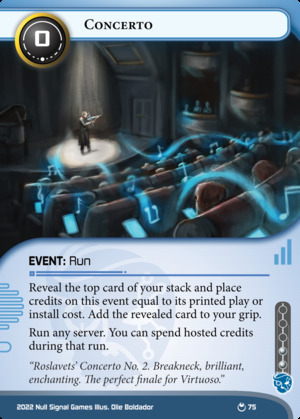 0
Concerto
EVENT: Run
Reveal the top card of your stack and place
credits on this event equal to its printed play or
install cost. Add the revealed card to your grip.
Run any server. You can spend hosted credits
during that run.
“Roslavets’ Concerto No. 2. Breakneck, brilliant,
enchanting. The perfect finale for Virtuoso.”
2022 Null Signal Games Illus. Olie Boldador
75